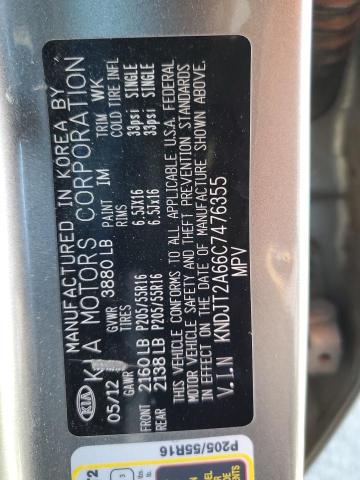 MANUFACTURED IN KOREA BY
KIA KIA MOTORS CORPORATION
05/12 GVWR 3880 LB PAINT IM TRIM WK
GAWR RIMS COLD TIRE INFL
FRONT 2160 LB P205/55R16 6.5JX16 33psi SINGLE
REAR 2138 LB P205/55R16 6.5Jx16 33psi SINGLE
THIS VEHICLE CONFORMS TO ALL APPLICABLE U.S.A. FEDERAL
MOTOR VEHICLE SAFETY AND THEFT PREVENTION STANDARDS
IN EFFECT ON THE DATE OF MANUFACTURE SHOWN ABOVE.
V.I.N KNDJT2A66C7476355
MPV
P205/55R16